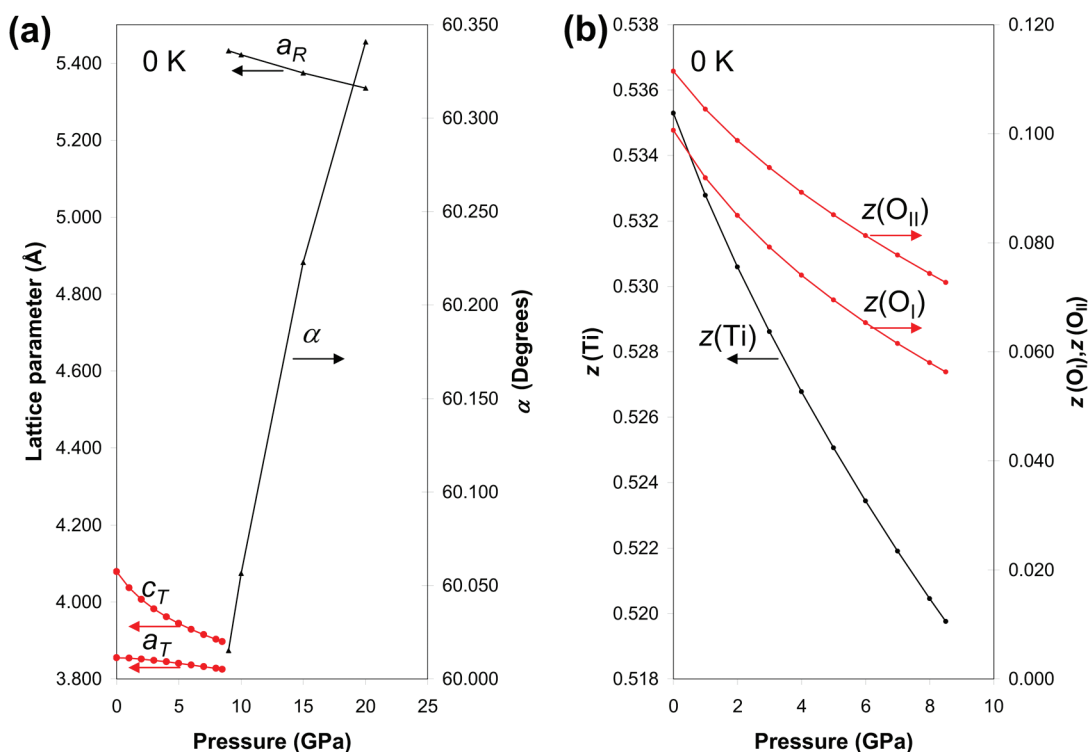 (a)
0 K
a_R
α
c_T
a_T
Lattice parameter (Å)
5.400
5.200
5.000
4.800
4.600
4.400
4.200
4.000
3.800
α (Degrees)
60.350
60.300
60.250
60.200
60.150
60.100
60.050
60.000
0 5 10 15 20 25
Pressure (GPa)
(b)
0 K
z(O_II)
z(O_I)
z(Ti)
z (Ti)
0.538
0.536
0.534
0.532
0.530
0.528
0.526
0.524
0.522
0.520
0.518
z (O_I),z (O_II)
0.120
0.100
0.080
0.060
0.040
0.020
0.000
0 2 4 6 8 10
Pressure (GPa)